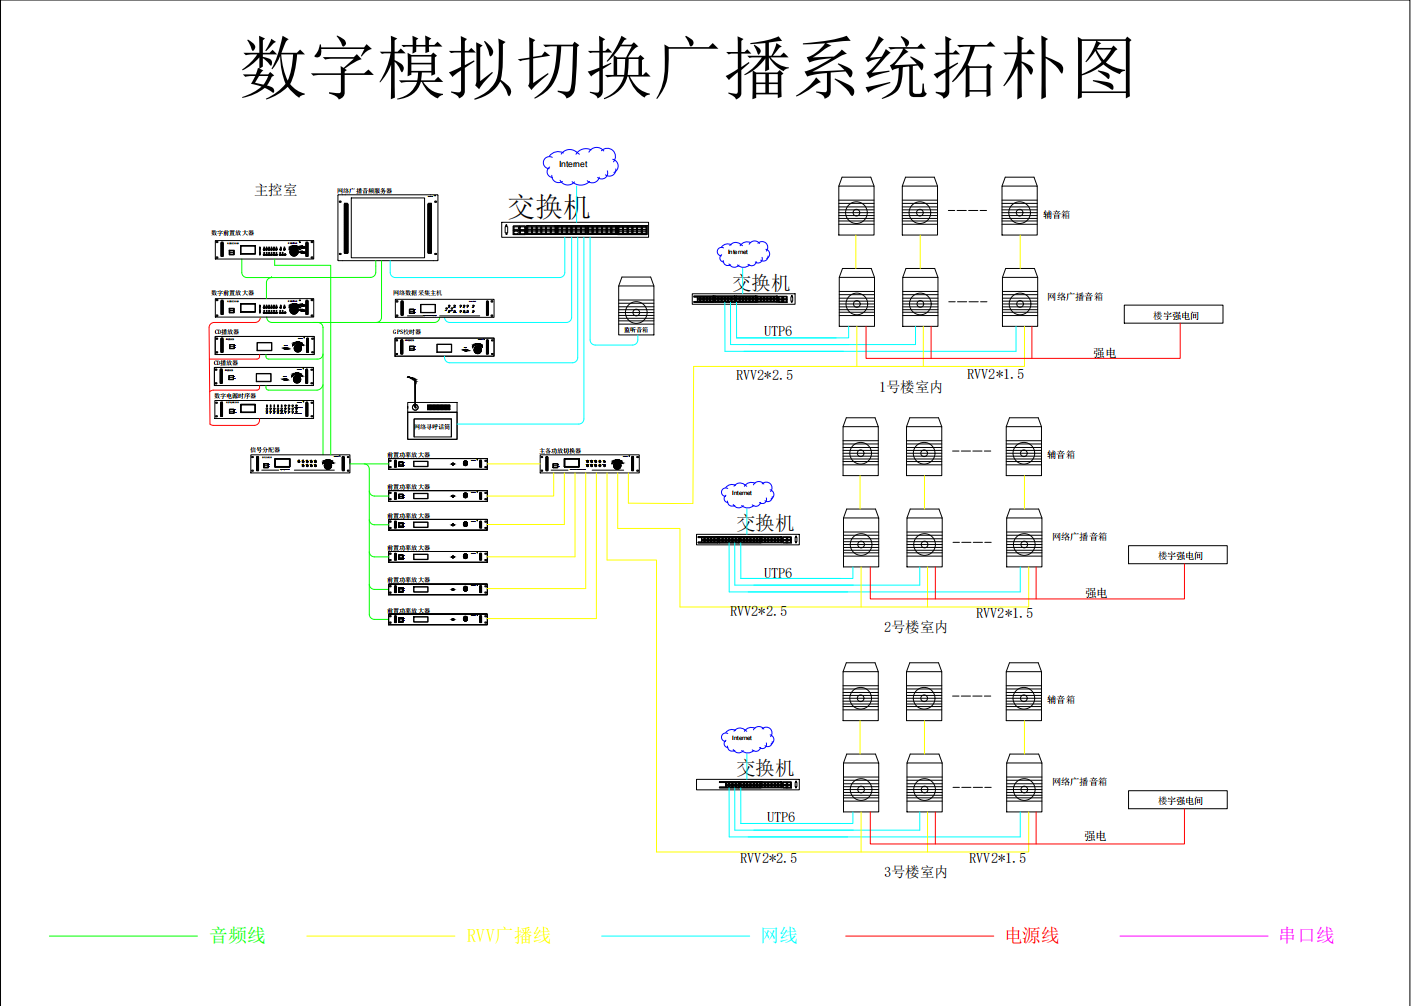 数字模拟切换广播系统拓朴图
Internet
主控室
网络广播音频服务器
交换机
数字前置放大器
数字前置放大器
网络数据采集主机
监听音箱
CD播放器
GPS校时器
CD播放器
数字电源时序器
网络寻呼话筒
信号分配器
前置功率放大器
主备功放切换器
前置功率放大器
前置功率放大器
前置功率放大器
前置功率放大器
前置功率放大器
辅音箱
Internet
交换机
网络广播音箱
楼宇强电间
UTP6
强电
RVV2*2.5
RVV2*1.5
1号楼室内
辅音箱
Internet
交换机
网络广播音箱
楼宇强电间
UTP6
强电
RVV2*2.5
RVV2*1.5
2号楼室内
辅音箱
Internet
交换机
网络广播音箱
楼宇强电间
UTP6
强电
RVV2*2.5
RVV2*1.5
3号楼室内
音频线
RVV广播线
网线
电源线
串口线